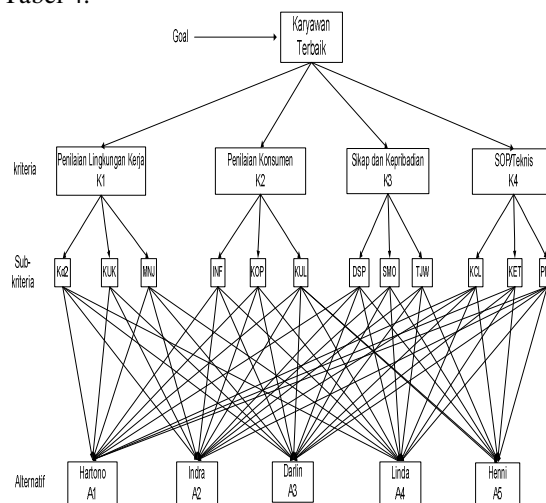 Tabel 4.
Goal
Karyawan
Terbaik
kriteria
Penilaian Lingkungan Kerja
K1
Penilaian Konsumen
K2
Sikap dan Kepribadian
K3
SOP/Teknis
K4
Sub-
kriteria
KUK
MNJ
INF
KOP
KUL
DSP
SMO
TJW
KCL
KET
Alternatif
Hartono
A1
Indra
A2
Darlin
A3
Linda
A4
Henni
A5